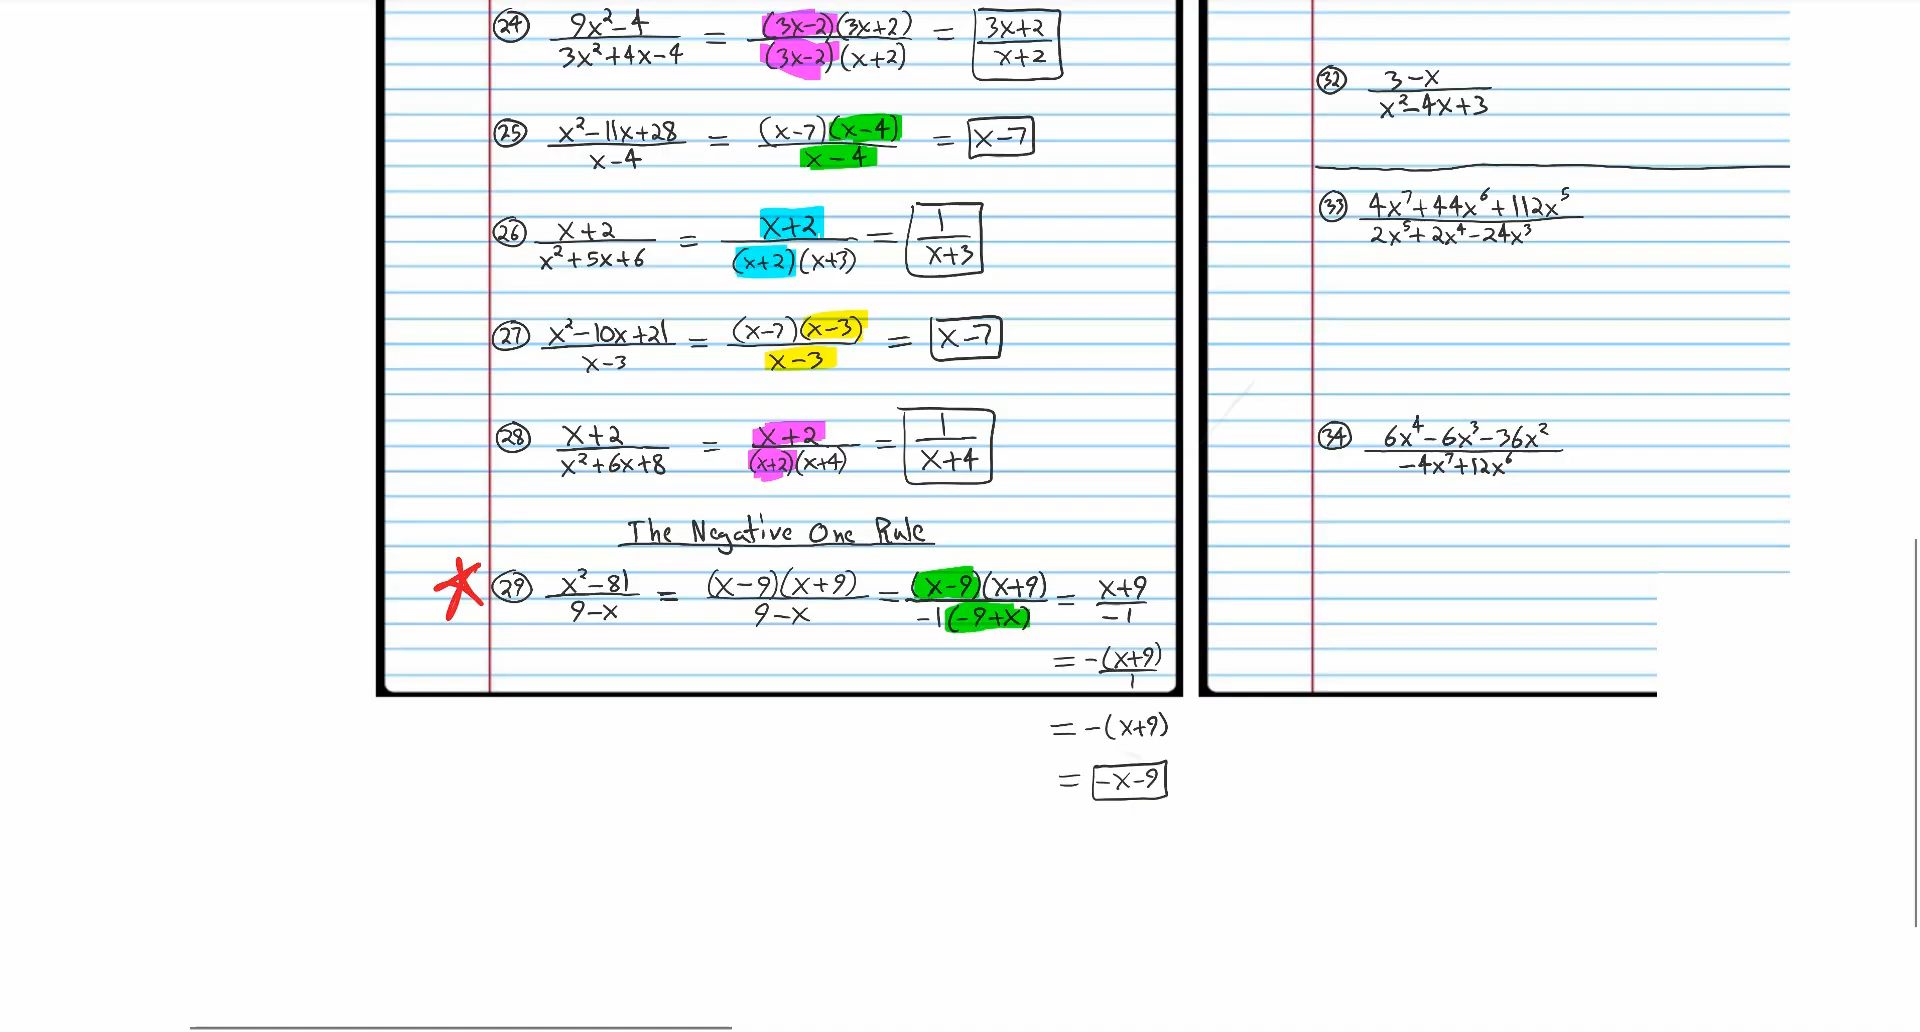 24 (9x²-4)/(3x²+4x-4) = ((3x-2)(3x+2))/((3x-2)(x+2)) = (3x+2)/(x+2)
25 (x²-11x+28)/(x-4) = ((x-7)(x-4))/(x-4) = x-7
26 (x+2)/(x²+5x+6) = (x+2)/((x+2)(x+3)) = 1/(x+3)
27 (x²-10x+21)/(x-3) = ((x-7)(x-3))/(x-3) = x-7
28 (x+2)/(x²+6x+8) = (x+2)/((x+2)(x+4)) = 1/(x+4)
The Negative One Rule
29 (x²-81)/(9-x) = ((x-9)(x+9))/(9-x) = ((x-9)(x+9))/(-1(-9+x)) = (x+9)/(-1)
= -(x+9)/1
= -(x+9)
= -x-9
32 (3-x)/(x²-4x+3)
33 (4x⁷+44x⁶+112x⁵)/(2x⁵+2x⁴-24x³)
34 (6x⁴-6x³-36x²)/(-4x⁷+12x⁶)